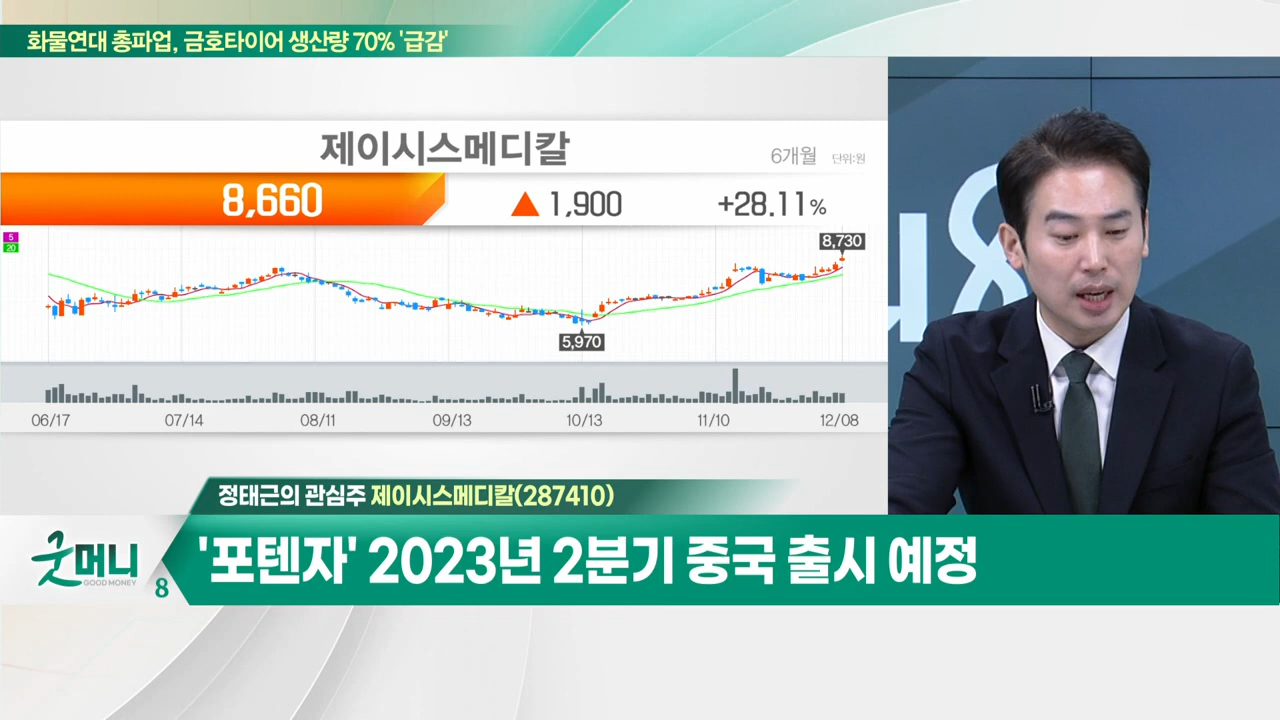 화물연대 총파업, 금호타이어 생산량 70% '급감'
제이시스메디칼
6개월 단위:원
8,660 ▲ 1,900 +28.11%
5
20
8,730
5,970
06/17 07/14 08/11 09/13 10/13 11/10 12/08
정태근의 관심주 제이시스메디칼(287410)
'포텐자' 2023년 2분기 중국 출시 예정
굿머니
GOOD MONEY
8